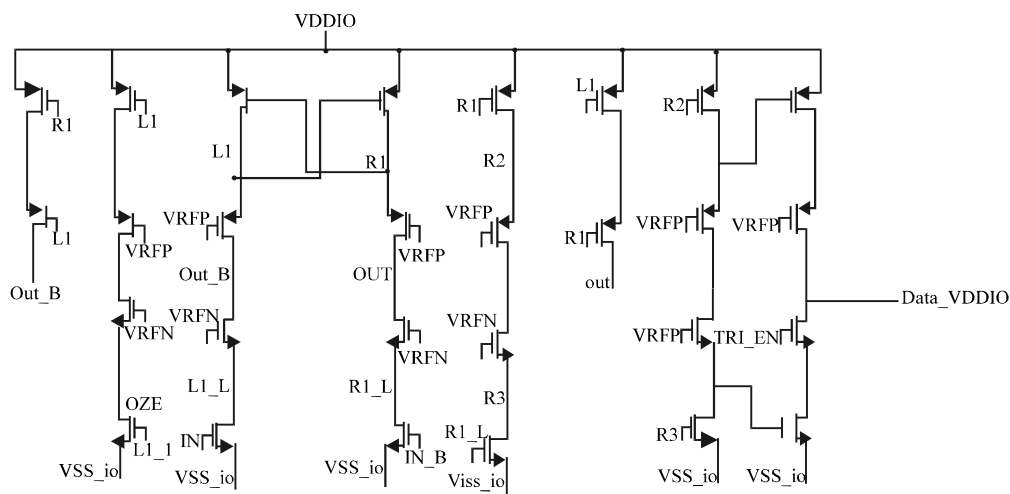 VDDIO
R1
L1
L1
R1
R1
L1
R2
R2
VRFP
VRFP
VRFP
VRFP
VRFP
VRFP
L1
R1
Out_B
Out_B
OUT
out
Data_VDDIO
VRFN
VRFN
VRFN
VRFN
VRFP
TRI_EN
L1_L
R1_L
R3
OZE
L1_1
IN
IN_B
R1_L
R3
VSS_io
VSS_io
VSS_io
Viss_io
VSS_io
VSS_io